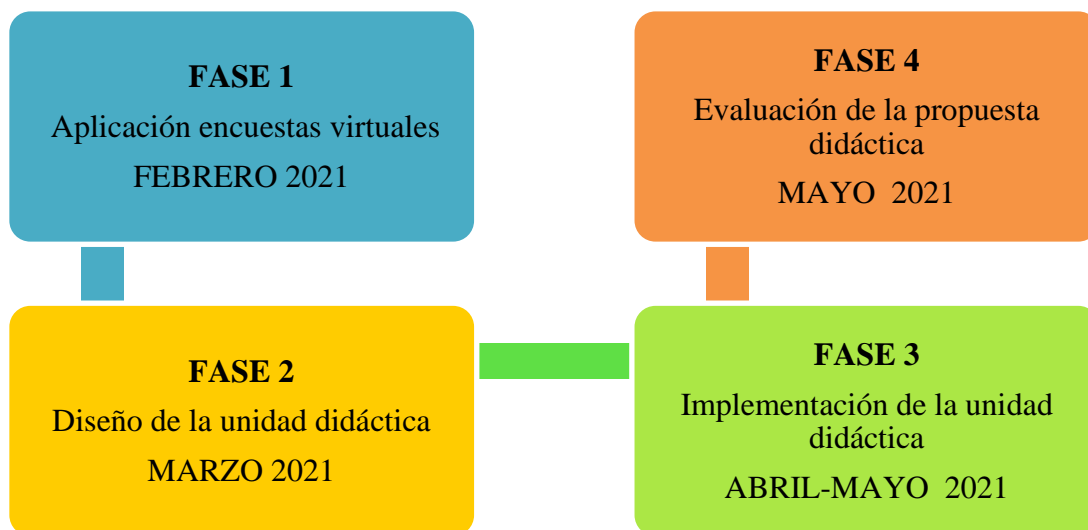 FASE 1
Aplicación encuestas virtuales
FEBRERO 2021
FASE 2
Diseño de la unidad didáctica
MARZO 2021
FASE 3
Implementación de la unidad
didáctica
ABRIL-MAYO 2021
FASE 4
Evaluación de la propuesta
didáctica
MAYO 2021